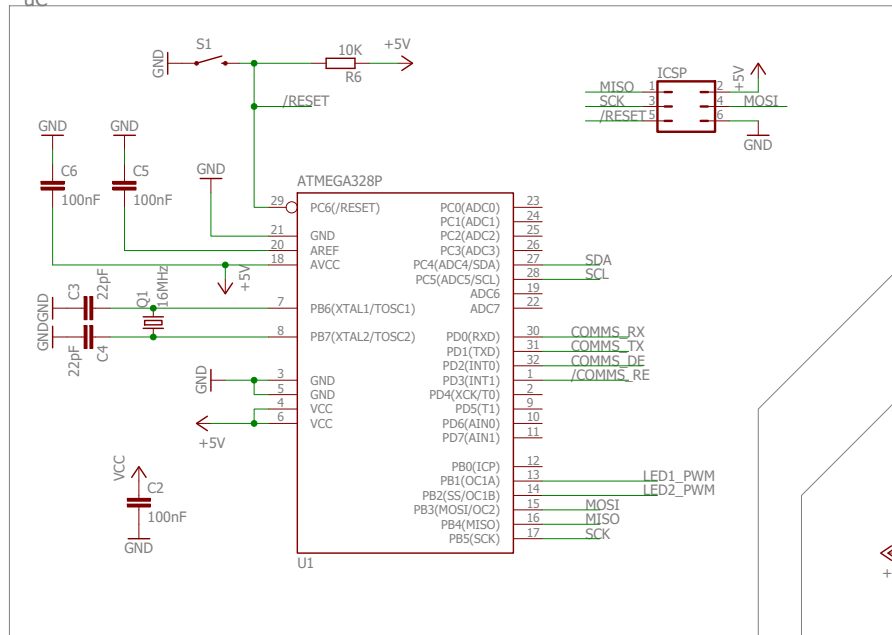 uC
S1
GND
10K
R6
+5V
/RESET
ICSP
MISO 1 2 +5V
SCK 3 4 MOSI
/RESET 5 6
GND
GND
GND
C6
100nF
C5
100nF
GND
ATMEGA328P
29 PC6(/RESET)
21 GND
20 AREF
18 AVCC
+5V
7 PB6(XTAL1/TOSC1)
8 PB7(XTAL2/TOSC2)
3 GND
5 GND
4 VCC
6 VCC
PC0(ADC0) 23
PC1(ADC1) 24
PC2(ADC2) 25
PC3(ADC3) 26
PC4(ADC4/SDA) 27 SDA
PC5(ADC5/SCL) 28 SCL
ADC6 19
ADC7 22
PD0(RXD) 30 COMMS_RX
PD1(TXD) 31 COMMS_TX
PD2(INT0) 32 COMMS_DE
PD3(INT1) 1 /COMMS_RE
PD4(XCK/T0) 2
PD5(T1) 9
PD6(AIN0) 10
PD7(AIN1) 11
PB0(ICP) 12
PB1(OC1A) 13 LED1_PWM
PB2(SS/OC1B) 14 LED2_PWM
PB3(MOSI/OC2) 15 MOSI
PB4(MISO) 16 MISO
PB5(SCK) 17 SCK
U1
GND
C3
22pF
Q1
16MHz
GND
22pF
C4
GND
+5V
VCC
C2
100nF
GND
+